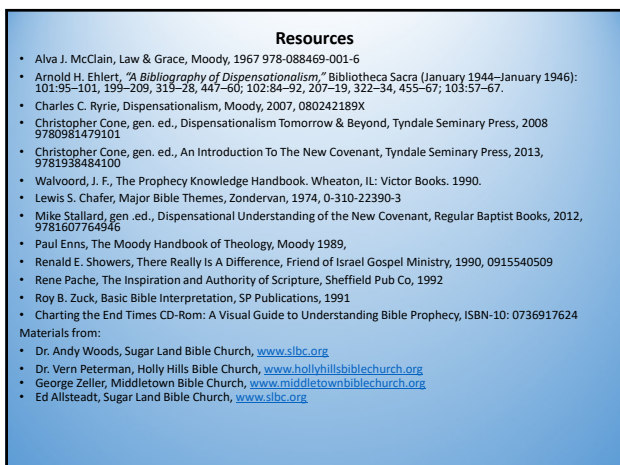 Resources
• Alva J. McClain, Law & Grace, Moody, 1967 978-088469-001-6
• Arnold H. Ehlert, “A Bibliography of Dispensationalism,” Bibliotheca Sacra (January 1944–January 1946):
101:95–101, 199–209, 319–28, 447–60; 102:84–92, 207–19, 322–34, 455–67; 103:57–67.
• Charles C. Ryrie, Dispensationalism, Moody, 2007, 080242189X
• Christopher Cone, gen. ed., Dispensationalism Tomorrow & Beyond, Tyndale Seminary Press, 2008
9780981479101
• Christopher Cone, gen. ed., An Introduction To The New Covenant, Tyndale Seminary Press, 2013,
9781938484100
• Walvoord, J. F., The Prophecy Knowledge Handbook. Wheaton, IL: Victor Books. 1990.
• Lewis S. Chafer, Major Bible Themes, Zondervan, 1974, 0-310-22390-3
• Mike Stallard, gen .ed., Dispensational Understanding of the New Covenant, Regular Baptist Books, 2012,
9781607764946
• Paul Enns, The Moody Handbook of Theology, Moody 1989,
• Renald E. Showers, There Really Is A Difference, Friend of Israel Gospel Ministry, 1990, 0915540509
• Rene Pache, The Inspiration and Authority of Scripture, Sheffield Pub Co, 1992
• Roy B. Zuck, Basic Bible Interpretation, SP Publications, 1991
• Charting the End Times CD-Rom: A Visual Guide to Understanding Bible Prophecy, ISBN-10: 0736917624
Materials from:
• Dr. Andy Woods, Sugar Land Bible Church, www.slbc.org
• Dr. Vern Peterman, Holly Hills Bible Church, www.hollyhillsbiblechurch.org
• George Zeller, Middletown Bible Church, www.middletownbiblechurch.org
• Ed Allsteadt, Sugar Land Bible Church, www.slbc.org